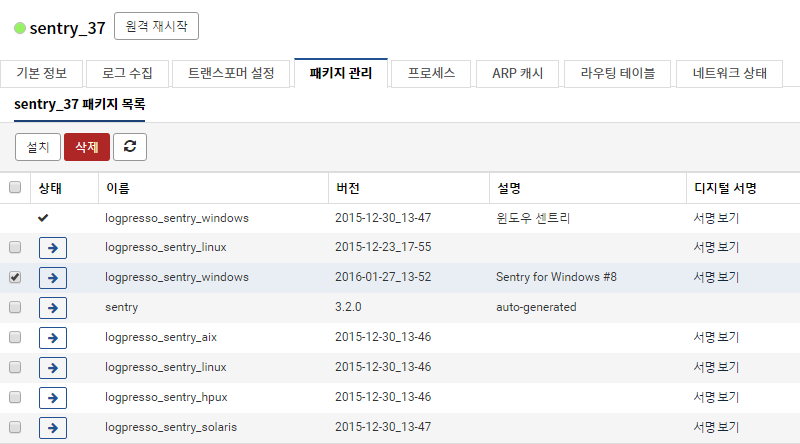 sentry_37 원격 재시작
기본 정보 로그 수집 트랜스포머 설정 패키지 관리 프로세스 ARP 캐시 라우팅 테이블 네트워크 상태
sentry_37 패키지 목록
설치 삭제
상태 이름 버전 설명 디지털 서명
logpresso_sentry_windows 2015-12-30_13-47 윈도우 센트리 서명 보기
logpresso_sentry_linux 2015-12-23_17-55 서명 보기
logpresso_sentry_windows 2016-01-27_13-52 Sentry for Windows #8 서명 보기
sentry 3.2.0 auto-generated
logpresso_sentry_aix 2015-12-30_13-46 서명 보기
logpresso_sentry_linux 2015-12-30_13-46 서명 보기
logpresso_sentry_hpux 2015-12-30_13-46 서명 보기
logpresso_sentry_solaris 2015-12-30_13-47 서명 보기